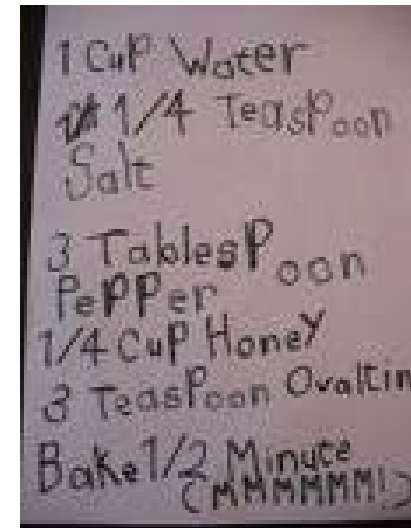 1 Cup Water
1/4 Teaspoon
Salt
3 Tablespoon
Pepper
1/4 Cup Honey
3 Teaspoon Ovaltin
Bake 1/2 Minute
(MMMMMM!)